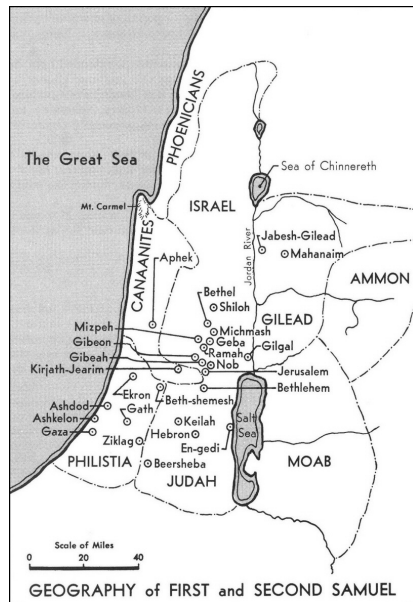 PHOENICIANS
The Great Sea
Sea of Chinnereth
Mt. Carmel
ISRAEL
CANAANITES
Jordan River
Jabesh-Gilead
Mahanaim
Aphek
AMMON
Bethel
Shiloh
GILEAD
Mizpeh
Michmash
Gibeon
Geba
Ramah
Gilgal
Gibeah
Nob
Kirjath-Jearim
Jerusalem
Bethlehem
Ekron
Beth-shemesh
Ashdod
Gath
Ashkelon
Keilah
Salt
Sea
Gaza
Hebron
Ziklag
En-gedi
PHILISTIA
Beersheba
MOAB
JUDAH
Scale of Miles
0 20 40
GEOGRAPHY of FIRST and SECOND SAMUEL